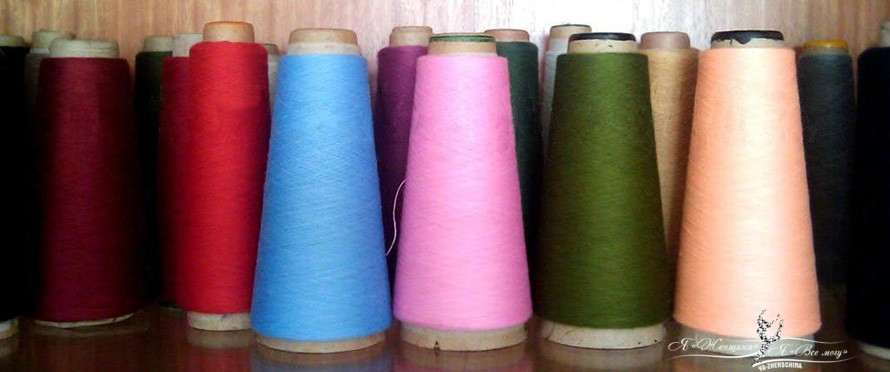 Я «Женщина» Я «Все могу»
YA-ZHENSCHINA